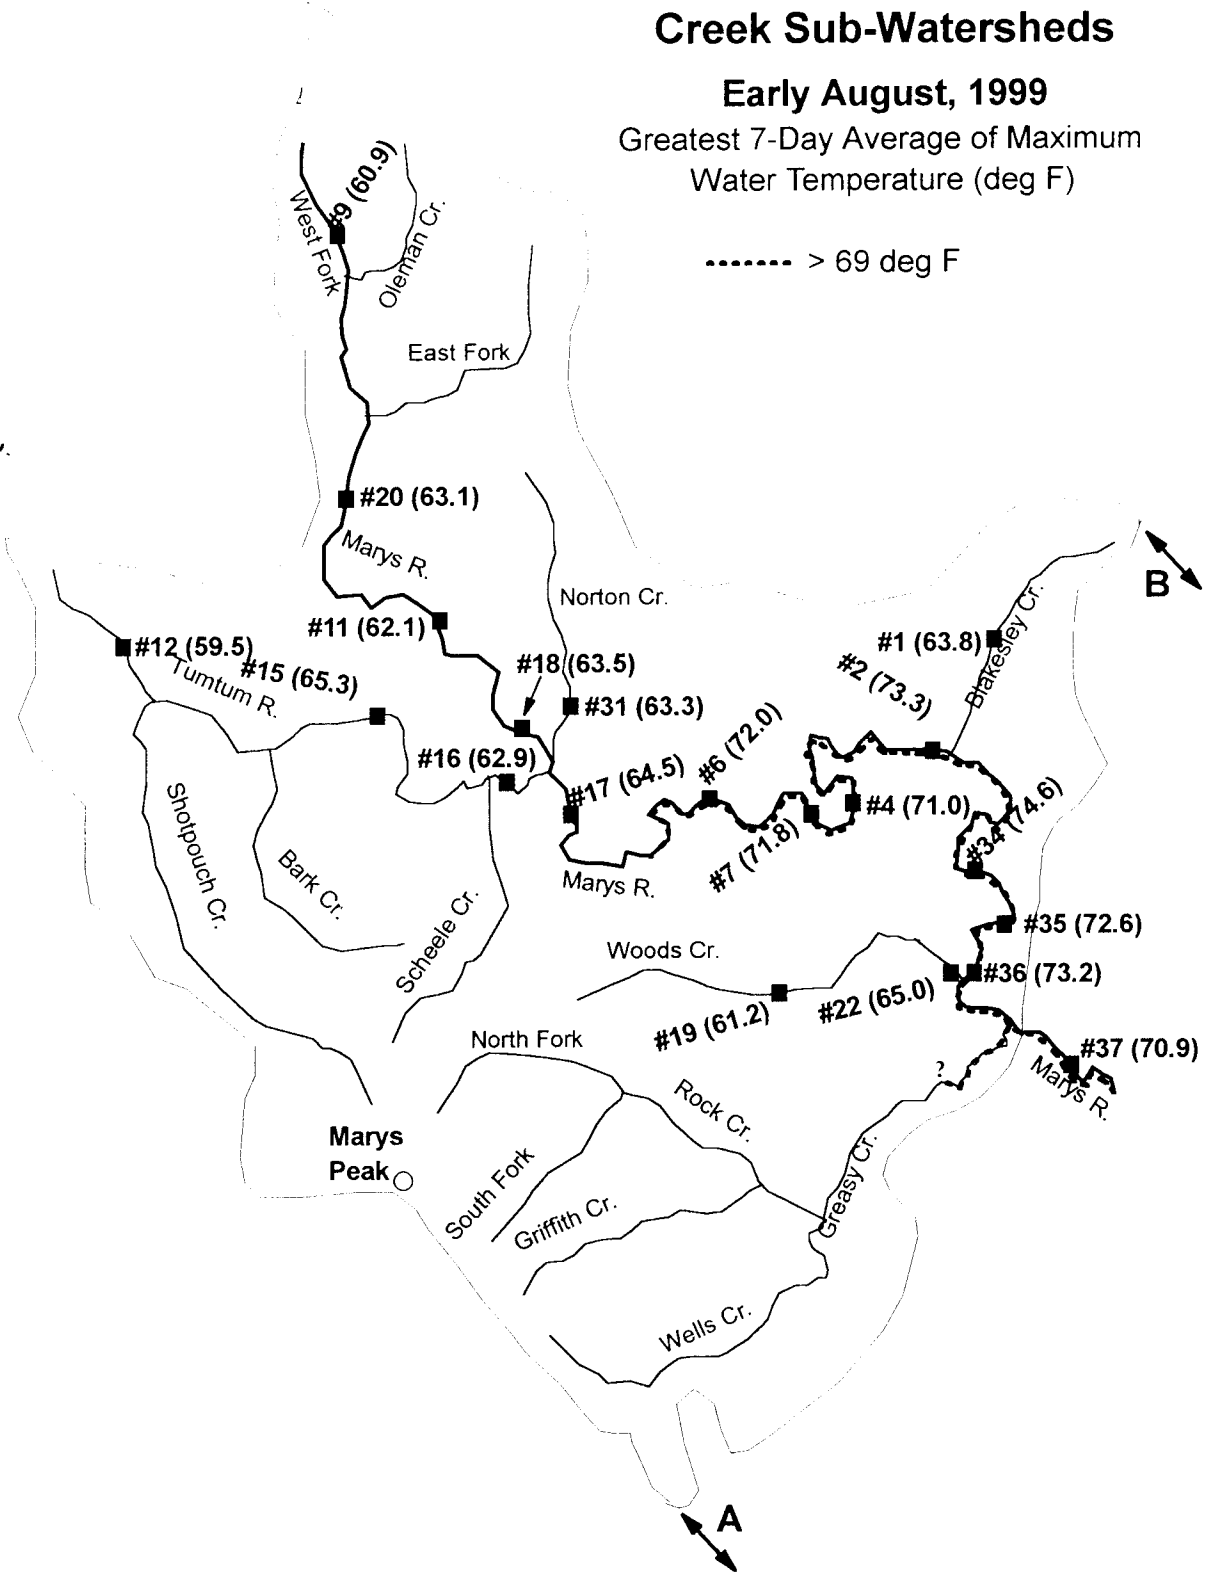 Creek Sub-Watersheds
Early August, 1999
Greatest 7-Day Average of Maximum
Water Temperature (deg F)
> 69 deg F
#9 (60.9)
West Fork
Oleman Cr.
East Fork
#20 (63.1)
Marys R.
Norton Cr.
B
#11 (62.1)
#1 (63.8)
Blakesley Cr.
#12 (59.5)
Tumtum R.
#15 (65.3)
#18 (63.5)
#2 (73.3)
#31 (63.3)
#16 (62.9)
#17 (64.5)
#6 (72.0)
#4 (71.0)
#34 (74.6)
#7 (71.8)
Shotpouch Cr.
Bark Cr.
Marys R.
Scheele Cr.
#35 (72.6)
Woods Cr.
#36 (73.2)
#22 (65.0)
#19 (61.2)
North Fork
#37 (70.9)
?
Marys R.
Rock Cr.
Marys
Peak
South Fork
Greasy Cr.
Griffith Cr.
Wells Cr.
A